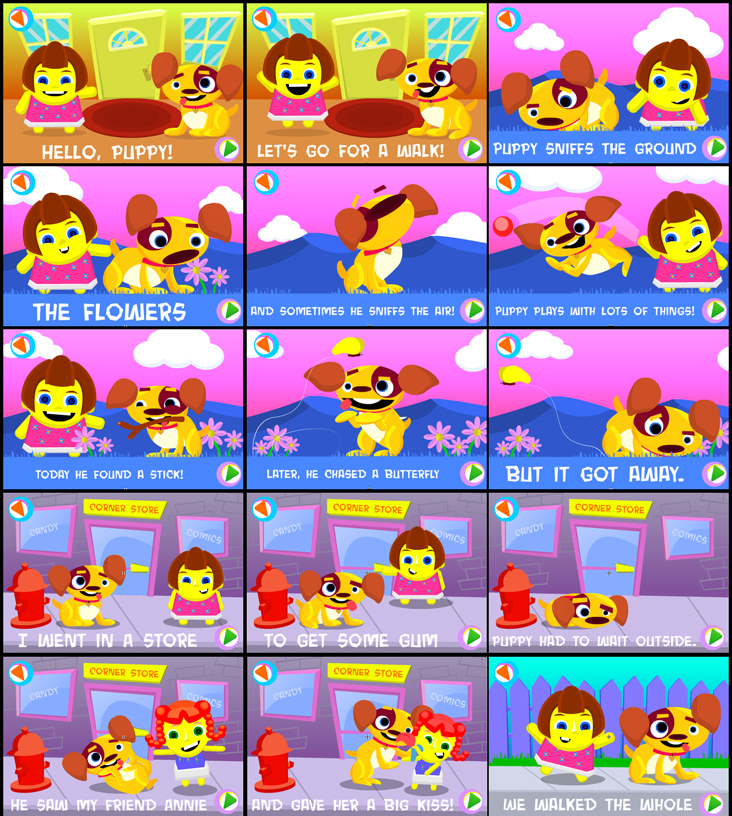 HELLO, PUPPY!
LET'S GO FOR A WALK!
PUPPY SNIFFS THE GROUND
THE FLOWERS
AND SOMETIMES HE SNIFFS THE AIR!
PUPPY PLAYS WITH LOTS OF THINGS!
TODAY HE FOUND A STICK!
LATER, HE CHASED A BUTTERFLY
BUT IT GOT AWAY.
CORNER STORE
CANDY
COMICS
I WENT IN A STORE
CORNER STORE
CANDY
COMICS
TO GET SOME GUM
CORNER STORE
CANDY
COMICS
PUPPY HAD TO WAIT OUTSIDE.
CORNER STORE
CANDY
COMICS
HE SAW MY FRIEND ANNIE
CORNER STORE
CANDY
COMICS
AND GAVE HER A BIG KISS!
WE WALKED THE WHOLE